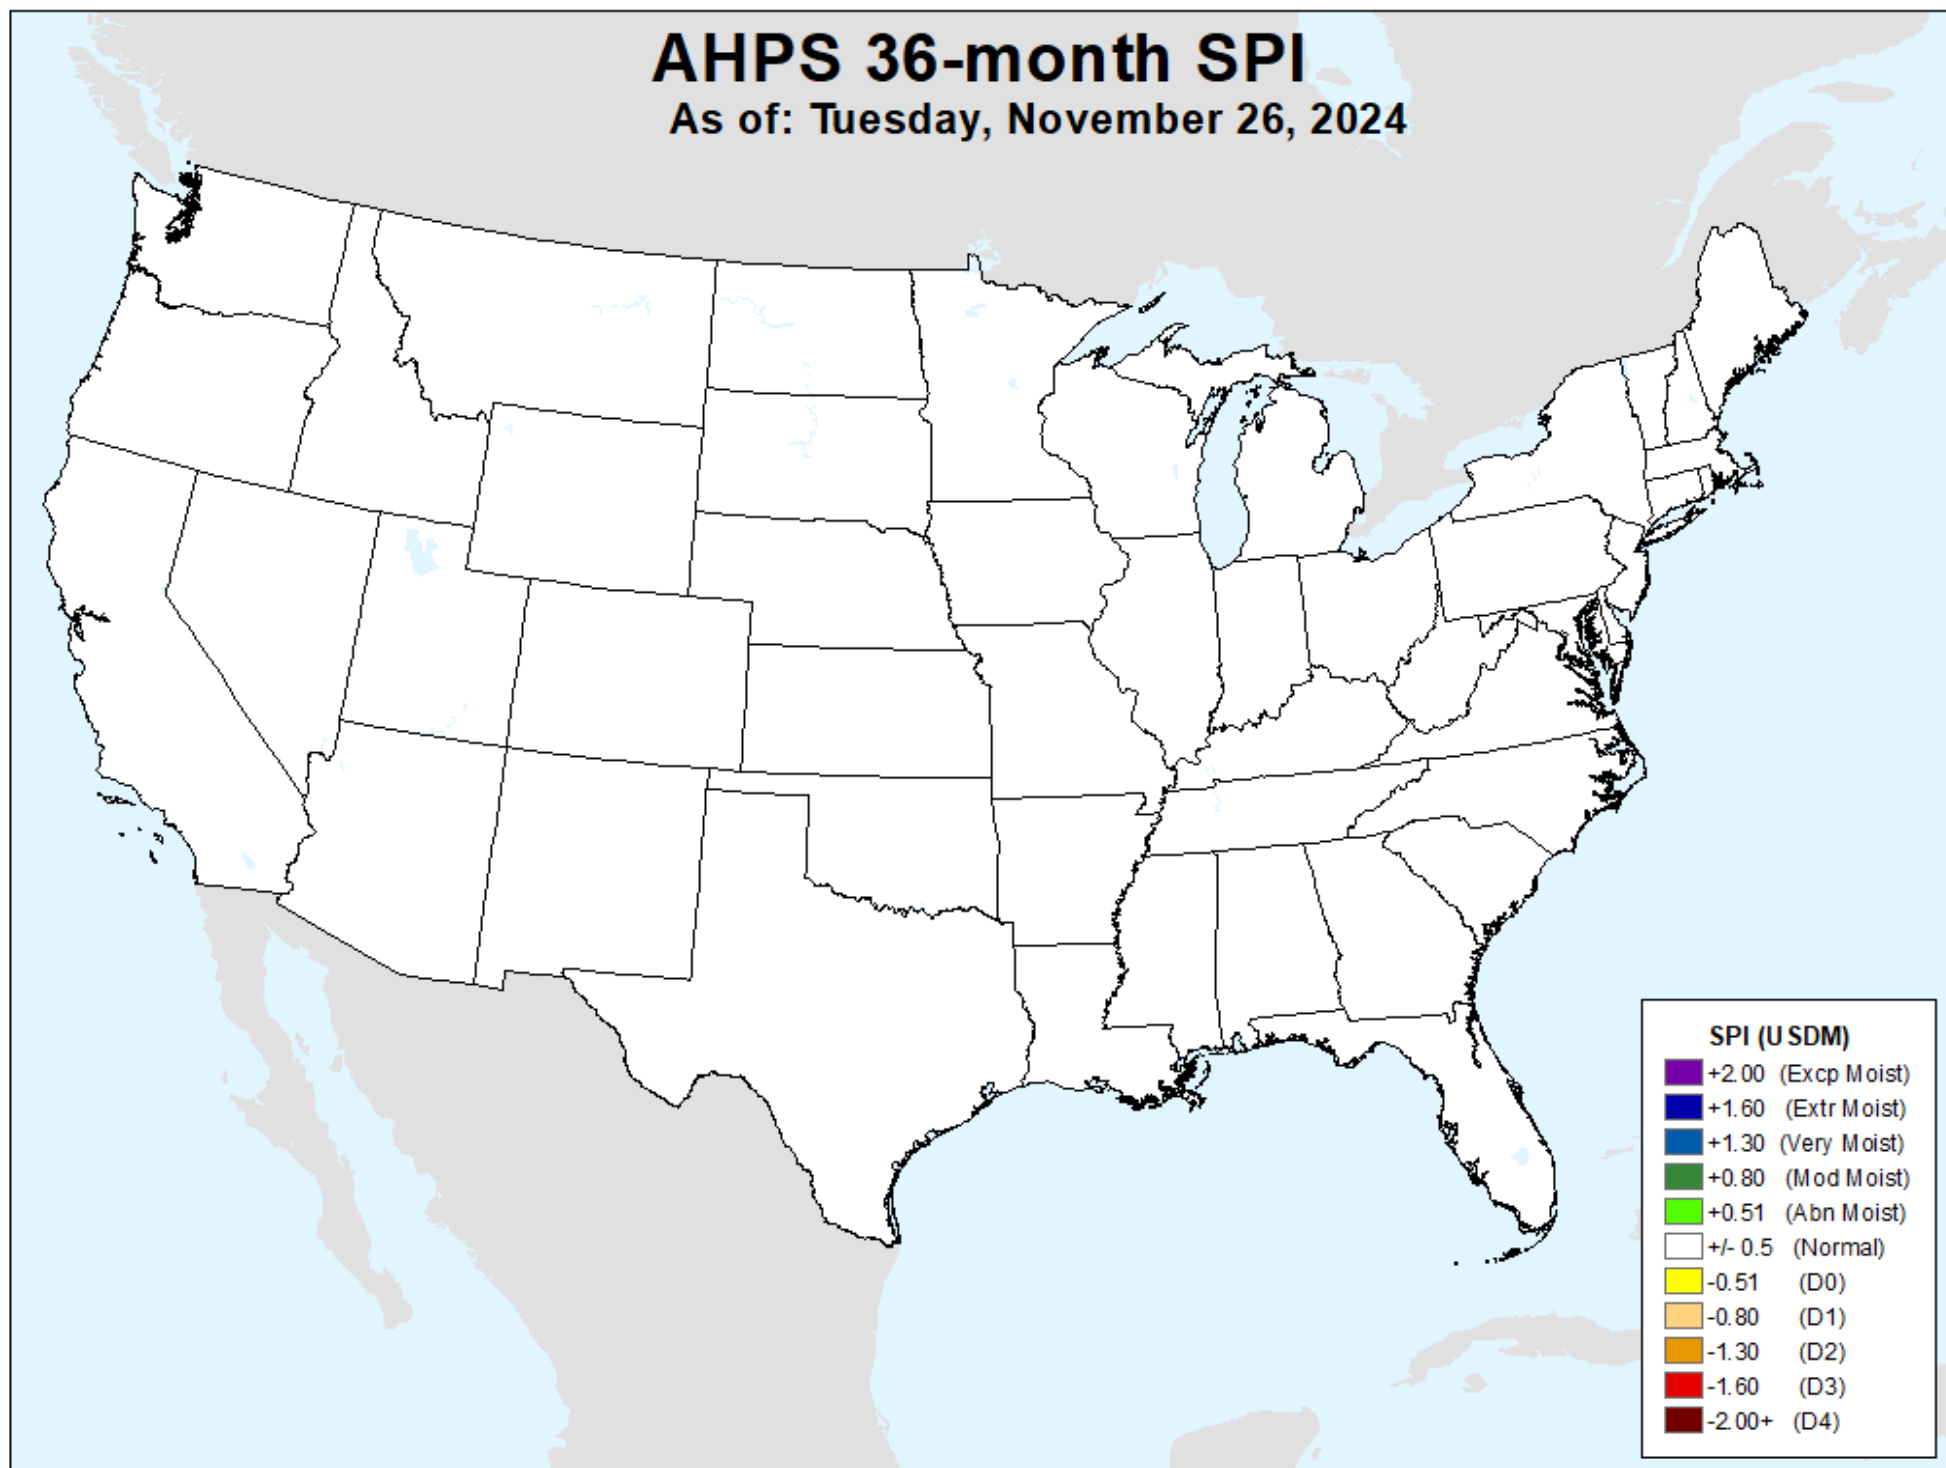 AHPS 36-month SPI
As of: Tuesday, November 26, 2024
SPI (USDM)
+2.00 (Excp Moist)
+1.60 (Extr Moist)
+1.30 (Very Moist)
+0.80 (Mod Moist)
+0.51 (Abn Moist)
+/- 0.5 (Normal)
-0.51 (D0)
-0.80 (D1)
-1.30 (D2)
-1.60 (D3)
-2.00+ (D4)